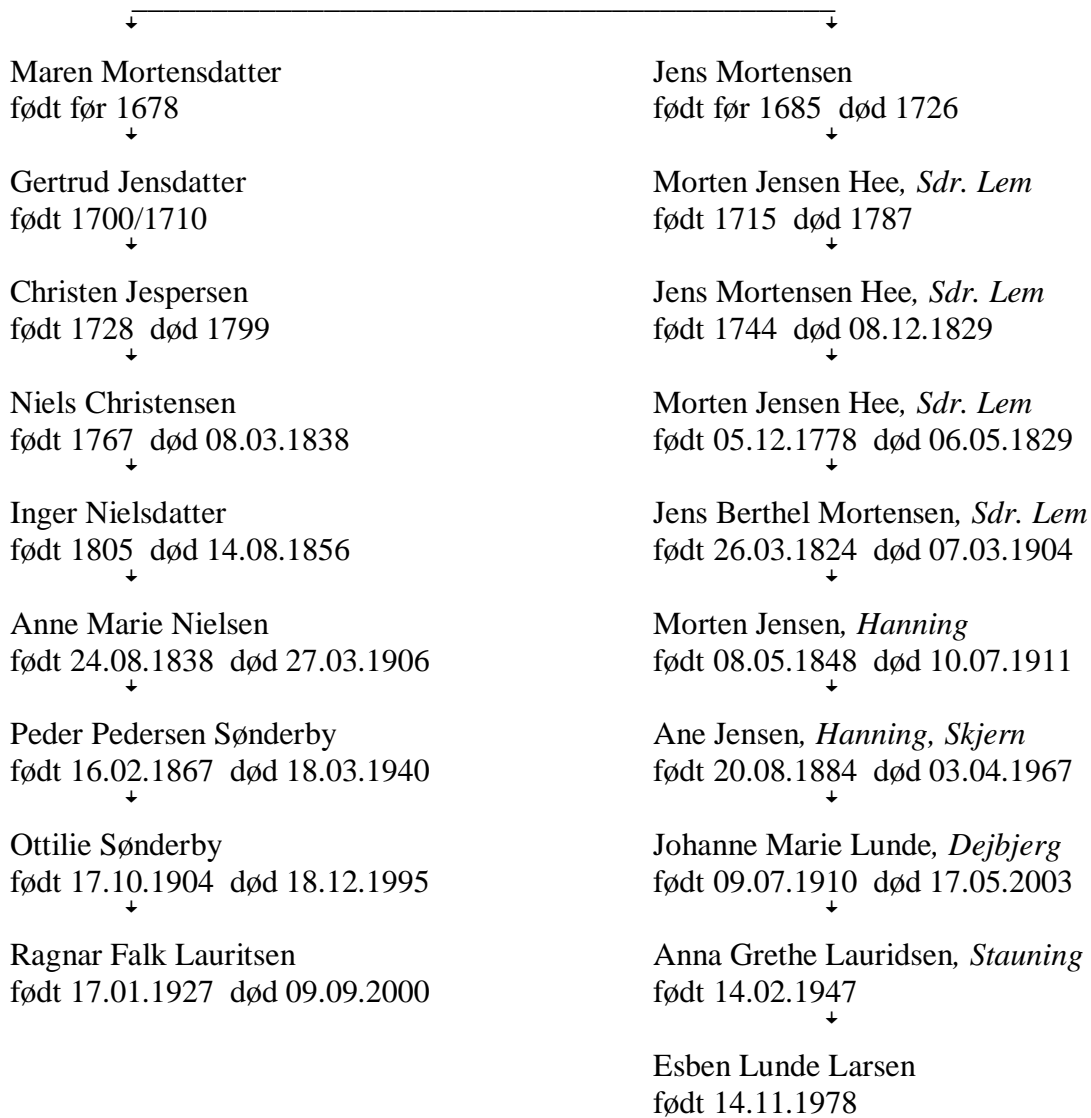 Maren Mortensdatter
født før 1678
Gertrud Jensdatter
født 1700/1710
Christen Jespersen
født 1728  død 1799
Niels Christensen
født 1767  død 08.03.1838
Inger Nielsdatter
født 1805  død 14.08.1856
Anne Marie Nielsen
født 24.08.1838  død 27.03.1906
Peder Pedersen Sønderby
født 16.02.1867  død 18.03.1940
Ottilie Sønderby
født 17.10.1904  død 18.12.1995
Ragnar Falk Lauritsen
født 17.01.1927  død 09.09.2000
Jens Mortensen
født før 1685  død 1726
Morten Jensen Hee, Sdr. Lem
født 1715  død 1787
Jens Mortensen Hee, Sdr. Lem
født 1744  død 08.12.1829
Morten Jensen Hee, Sdr. Lem
født 05.12.1778  død 06.05.1829
Jens Berthel Mortensen, Sdr. Lem
født 26.03.1824  død 07.03.1904
Morten Jensen, Hanning
født 08.05.1848  død 10.07.1911
Ane Jensen, Hanning, Skjern
født 20.08.1884  død 03.04.1967
Johanne Marie Lunde, Dejbjerg
født 09.07.1910  død 17.05.2003
Anna Grethe Lauridsen, Stauning
født 14.02.1947
Esben Lunde Larsen
født 14.11.1978